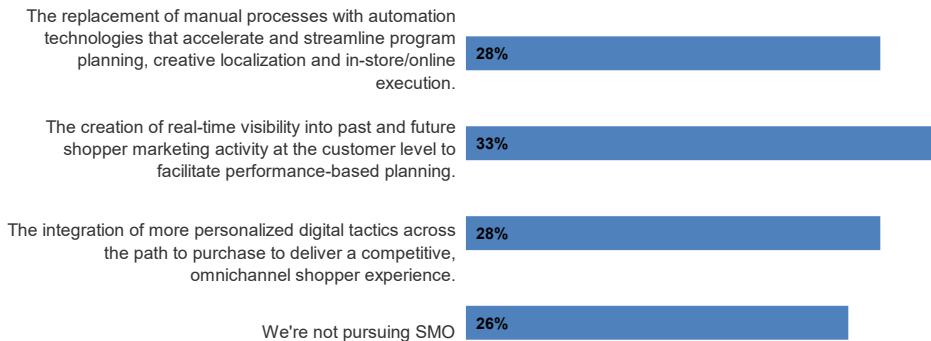 The replacement of manual processes with automation
technologies that accelerate and streamline program
planning, creative localization and in-store/online
execution.
28%
The creation of real-time visibility into past and future
shopper marketing activity at the customer level to
facilitate performance-based planning.
33%
The integration of more personalized digital tactics across
the path to purchase to deliver a competitive,
omnichannel shopper experience.
28%
We're not pursuing SMO
26%